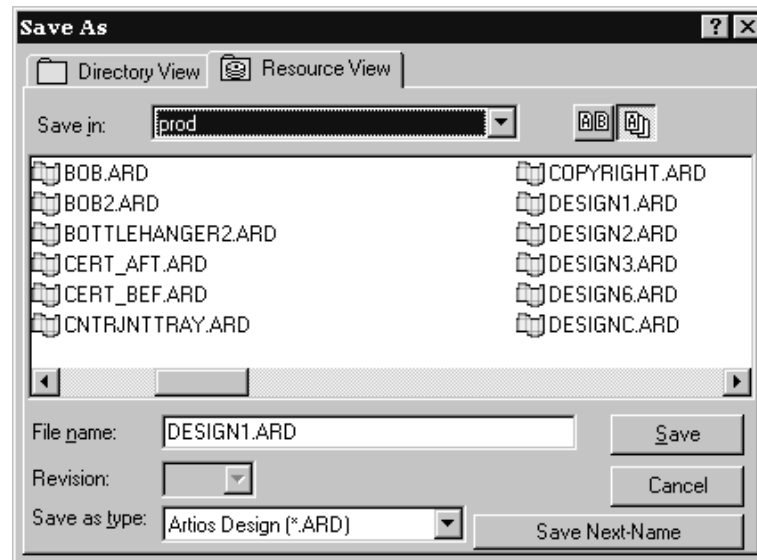 Save As
Directory View
Resource View
Save in:
prod
BOB.ARD
BOB2.ARD
BOTTLEHANGER2.ARD
CERT_AFT.ARD
CERT_BEF.ARD
CNTRJNTTRAY.ARD
COPYRIGHT.ARD
DESIGN1.ARD
DESIGN2.ARD
DESIGN3.ARD
DESIGN6.ARD
DESIGNC.ARD
File name:
DESIGN1.ARD
Save
Revision:
Cancel
Save as type:
Artios Design (*.ARD)
Save Next-Name